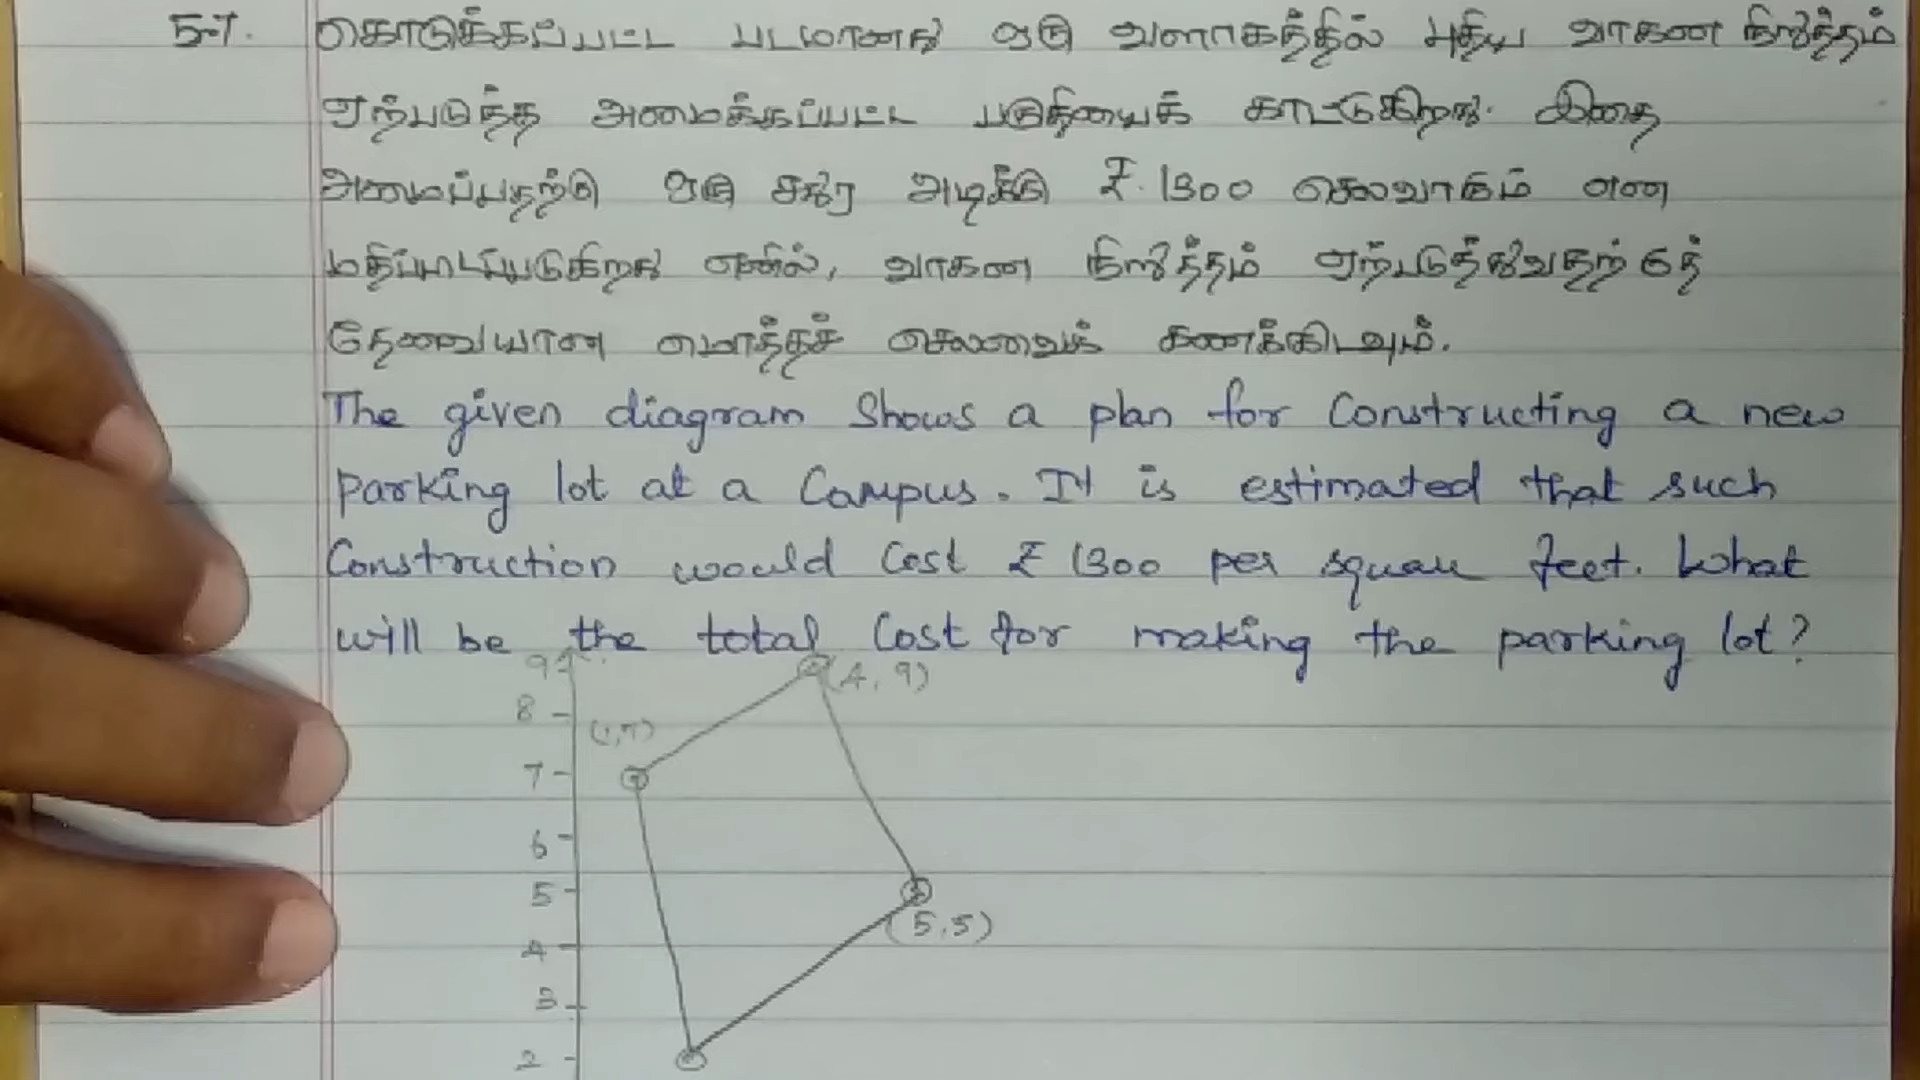 5.7. கொடுக்கப்பட்ட படமானது ஒரு வளாகத்தில் புதிய வாகன நிறுத்தம்
ஏற்படுத்த அமைக்கப்பட்ட பகுதியைக் காட்டுகிறது. இதை
அமைப்பதற்கு ஒரு சதுர அடிக்கு ₹.1300 செலவாகும் என
மதிப்பிடப்படுகிறது எனில், வாகன நிறுத்தம் ஏற்படுத்துவதற்குத்
தேவையான மொத்தச் செலவைக் கணக்கிடவும்.
The given diagram Shows a plan for Constructing a new
parking lot at a Campus. It is estimated that such
Construction would Cost ₹ 1300 per square feet. What
will be the total Cost for making the parking lot?
9 (4,9)
8 (1,7)
7
6
5 (5,5)
4
3
2